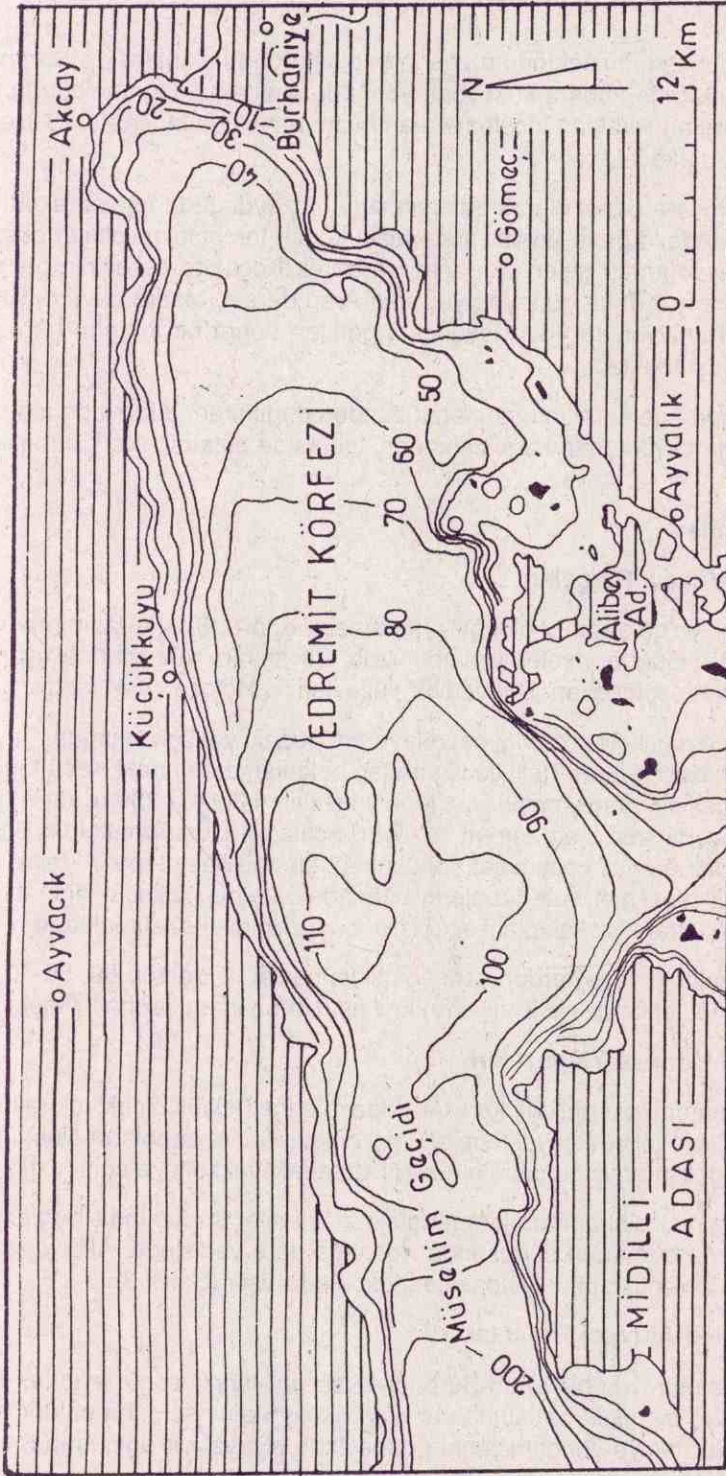 Akcay
Burhaniye
10
20
30
40
N
0 12 Km
Gömeç
50
60
70
EDREMİT KÖRFEZİ
Küçükkuyu
80
Ayvalık
Alibey
Ad.
90
Ayvacık
110
100
Müsellim Geçidi
200
MİDİLLİ
ADASI